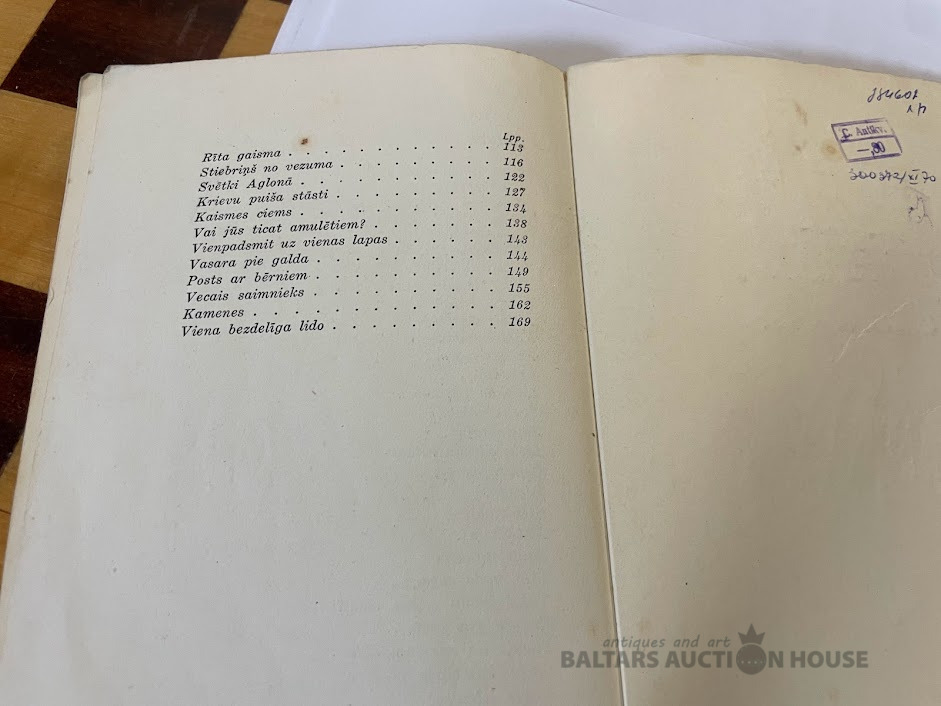 Lpp.
Rīta gaisma . . . . . . . . . . . . 113
Stiebriņš no vezuma . . . . . . . . . 116
Svētki Aglonā . . . . . . . . . . . 122
Krievu puiša stāsti . . . . . . . . . 127
Kaismes ciems . . . . . . . . . . . 134
Vai jūs ticat amulētiem? . . . . . . . 138
Vienpadsmit uz vienas lapas . . . . . . 143
Vasara pie galda . . . . . . . . . . 144
Posts ar bērniem . . . . . . . . . . 149
Vecais saimnieks . . . . . . . . . . 155
Kamenes . . . . . . . . . . . . . 162
Viena bezdelīga lido . . . . . . . . . 169
Antikv.
—,80
antiques and art
BALTARS AUCTION HOUSE